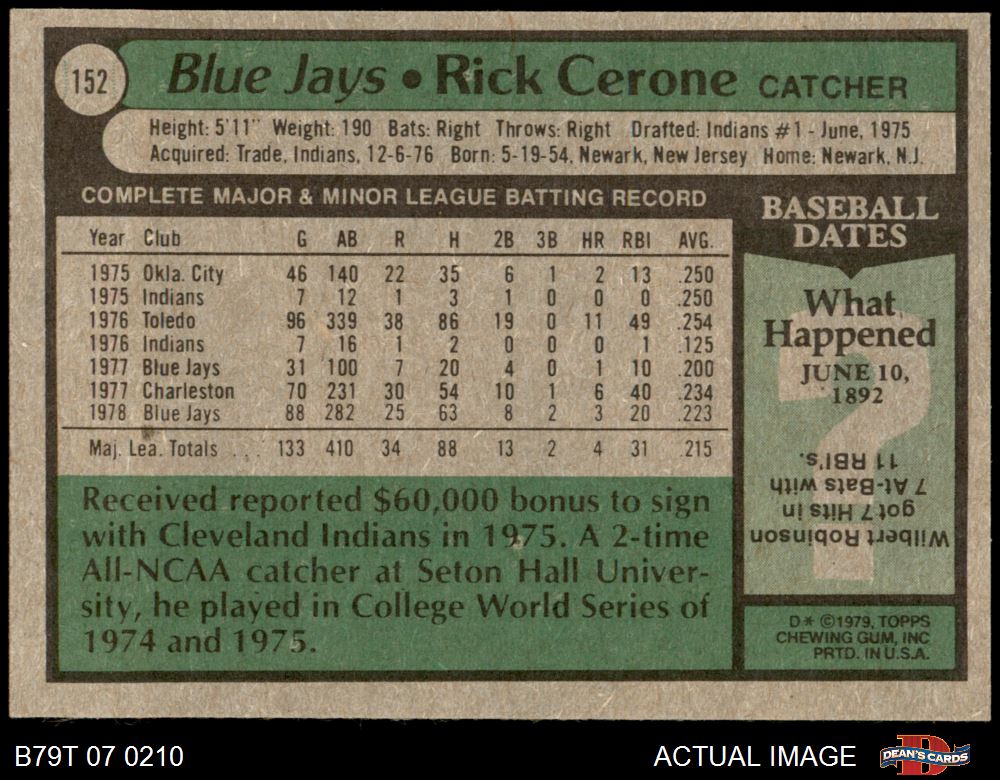 152
Blue Jays • Rick Cerone CATCHER
Height: 5'11" Weight: 190 Bats: Right Throws: Right Drafted: Indians #1 - June, 1975
Acquired: Trade, Indians, 12-6-76 Born: 5-19-54, Newark, New Jersey Home: Newark, N.J.
COMPLETE MAJOR & MINOR LEAGUE BATTING RECORD
Year Club G AB R H 2B 3B HR RBI AVG.
1975 Okla. City 46 140 22 35 6 1 2 13 .250
1975 Indians 7 12 1 3 1 0 0 0 .250
1976 Toledo 96 339 38 86 19 0 11 49 .254
1976 Indians 7 16 1 2 0 0 0 1 .125
1977 Blue Jays 31 100 7 20 4 0 1 10 .200
1977 Charleston 70 231 30 54 10 1 6 40 .234
1978 Blue Jays 88 282 25 63 8 2 3 20 .223
Maj. Lea. Totals . . . 133 410 34 88 13 2 4 31 .215
Received reported $60,000 bonus to sign
with Cleveland Indians in 1975. A 2-time
All-NCAA catcher at Seton Hall Univer-
sity, he played in College World Series of
1974 and 1975.
BASEBALL
DATES
What
Happened
JUNE 10,
1892
?
Wilbert Robinson
got 7 Hits in
7 At-Bats with
11 RBI's.
D* ©1979, TOPPS
CHEWING GUM, INC
PRTD. IN U.S.A.
B79T 07 0210
ACTUAL IMAGE
D
DEAN'S CARDS